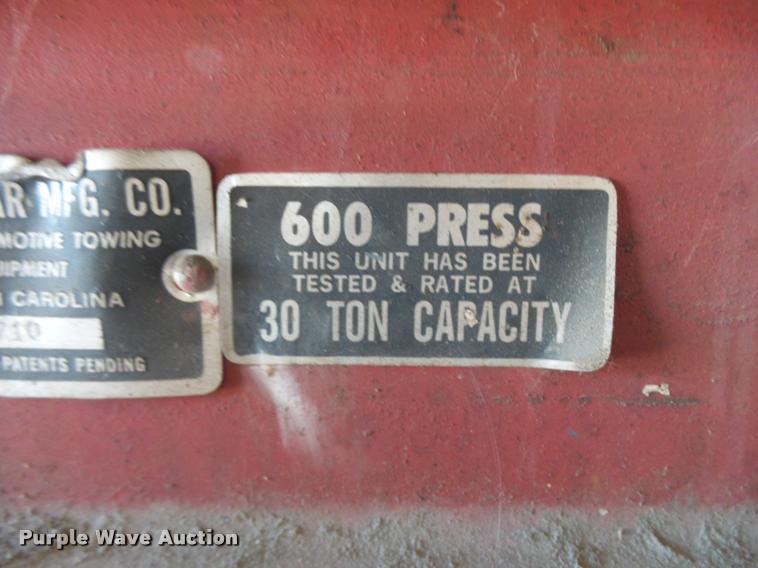 AR MFG. CO.
MOTIVE TOWING
UIPMENT
CAROLINA
710
PATENTS PENDING
600 PRESS
THIS UNIT HAS BEEN
TESTED & RATED AT
30 TON CAPACITY
Purple Wave Auction